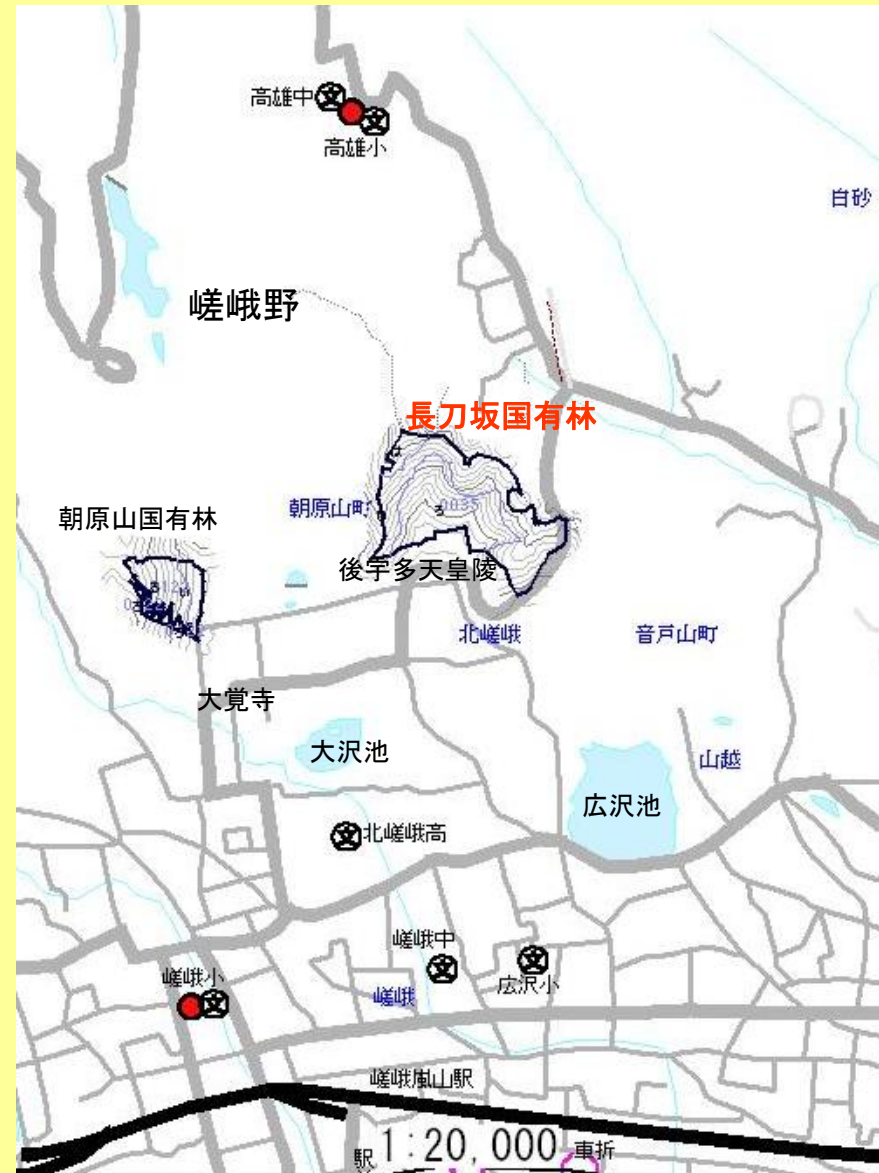 高雄中
高雄小
白砂
嵯峨野
長刀坂国有林
朝原山町
朝原山国有林
後宇多天皇陵
北嵯峨
音戸山町
大覚寺
大沢池
山越
広沢池
北嵯峨高
嵯峨中
広沢小
嵯峨小
嵯峨
嵯峨嵐山駅
駅
1:20,000
車折